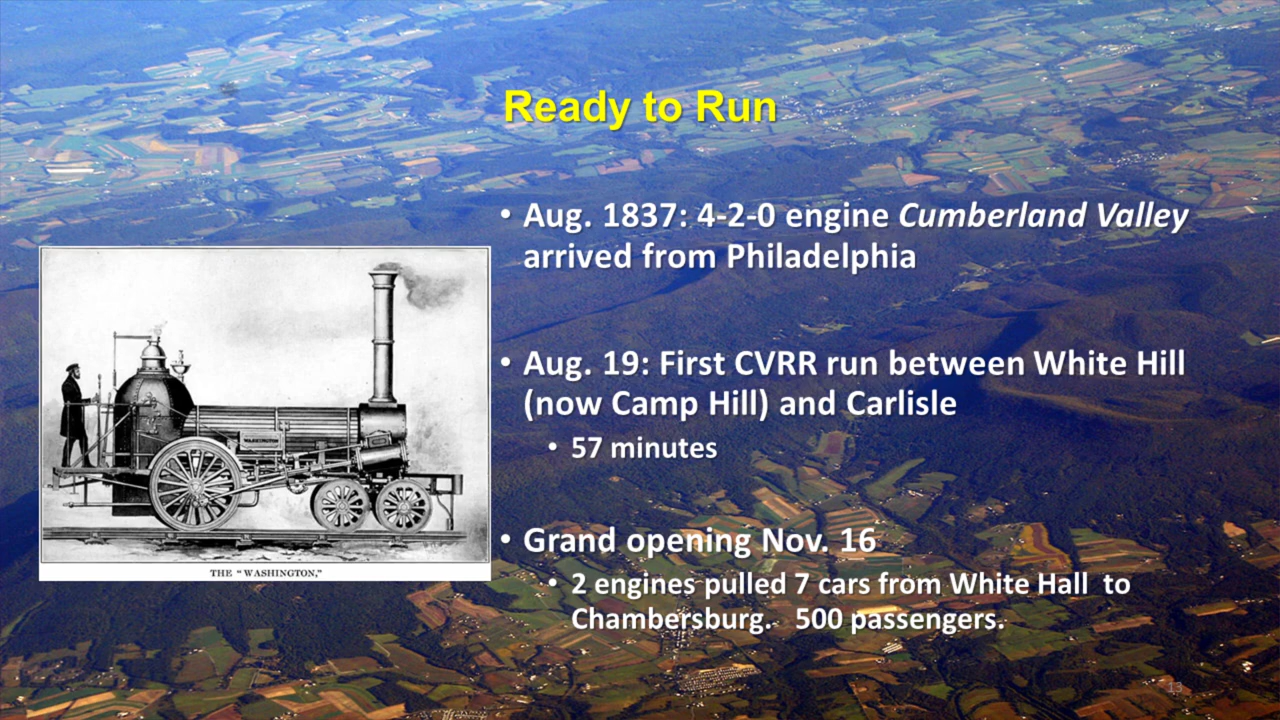 Ready to Run
• Aug. 1837: 4-2-0 engine Cumberland Valley
arrived from Philadelphia
• Aug. 19: First CVRR run between White Hill
(now Camp Hill) and Carlisle
• 57 minutes
• Grand opening Nov. 16
• 2 engines pulled 7 cars from White Hall to
Chambersburg. 500 passengers.
WASHINGTON
THE "WASHINGTON,"
13